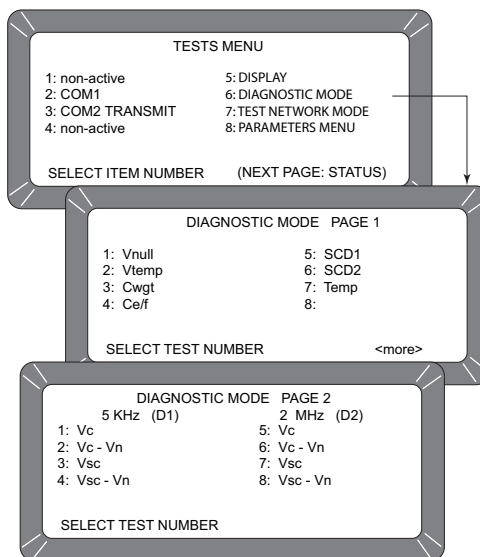 TESTS MENU
1: non-active 5: DISPLAY
2: COM1 6: DIAGNOSTIC MODE
3: COM2 TRANSMIT 7: TEST NETWORK MODE
4: non-active 8: PARAMETERS MENU
SELECT ITEM NUMBER (NEXT PAGE: STATUS)
DIAGNOSTIC MODE PAGE 1
1: Vnull 5: SCD1
2: Vtemp 6: SCD2
3: Cwgt 7: Temp
4: Ce/f 8:
SELECT TEST NUMBER <more>
DIAGNOSTIC MODE PAGE 2
5 KHz (D1) 2 MHz (D2)
1: Vc 5: Vc
2: Vc - Vn 6: Vc - Vn
3: Vsc 7: Vsc
4: Vsc - Vn 8: Vsc - Vn
SELECT TEST NUMBER